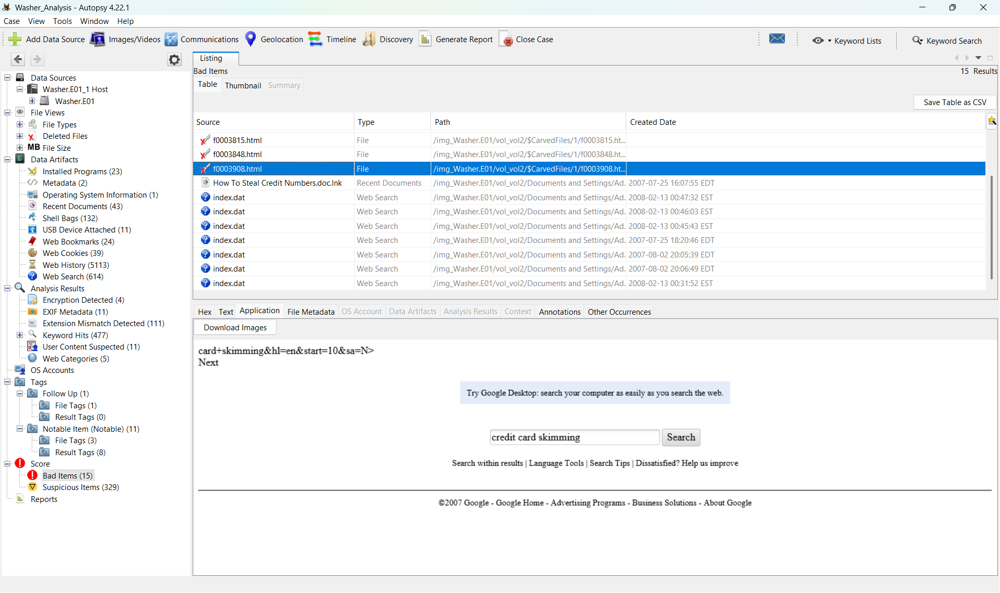 Washer_Analysis - Autopsy 4.22.1
Case View Tools Window Help
Add Data Source Images/Videos Communications Geolocation Timeline Discovery Generate Report Close Case Keyword Lists Keyword Search
Data Sources
Washer.E01_1 Host
Washer.E01
File Views
File Types
Deleted Files
MB File Size
Data Artifacts
Installed Programs (23)
Metadata (2)
Operating System Information (1)
Recent Documents (43)
Shell Bags (132)
USB Device Attached (11)
Web Bookmarks (24)
Web Cookies (39)
Web History (5113)
Web Search (614)
Analysis Results
Encryption Detected (4)
EXIF Metadata (11)
Extension Mismatch Detected (111)
Keyword Hits (477)
User Content Suspected (11)
Web Categories (5)
OS Accounts
Tags
Follow Up (1)
File Tags (1)
Result Tags (0)
Notable Item (Notable) (11)
File Tags (3)
Result Tags (8)
Score
Bad Items (15)
Suspicious Items (329)
Reports
Listing
Bad Items 15 Results
Table Thumbnail Summary
Save Table as CSV
Source Type Path Created Date
f0003815.html File /img_Washer.E01/vol_vol2/$CarvedFiles/1/f0003815.ht...
f0003848.html File /img_Washer.E01/vol_vol2/$CarvedFiles/1/f0003848.ht...
f0003908.html File /img_Washer.E01/vol_vol2/$CarvedFiles/1/f0003908.ht...
How To Steal Credit Numbers.doc.lnk Recent Documents /img_Washer.E01/vol_vol2/Documents and Settings/Ad. 2007-07-25 16:07:55 EDT
index.dat Web Search /img_Washer.E01/vol_vol2/Documents and Settings/Ad. 2008-02-13 00:47:32 EST
index.dat Web Search /img_Washer.E01/vol_vol2/Documents and Settings/Ad. 2008-02-13 00:46:03 EST
index.dat Web Search /img_Washer.E01/vol_vol2/Documents and Settings/Ad. 2008-02-13 00:45:43 EST
index.dat Web Search /img_Washer.E01/vol_vol2/Documents and Settings/Ad. 2007-07-25 18:20:46 EDT
index.dat Web Search /img_Washer.E01/vol_vol2/Documents and Settings/Ad. 2007-08-02 20:05:39 EDT
index.dat Web Search /img_Washer.E01/vol_vol2/Documents and Settings/Ad. 2007-08-02 20:06:49 EDT
index.dat Web Search /img_Washer.E01/vol_vol2/Documents and Settings/Ad. 2008-02-13 00:31:52 EST
Hex Text Application File Metadata OS Account Data Artifacts Analysis Results Context Annotations Other Occurrences
Download Images
card+skimming&hl=en&start=10&sa=N>
Next
Try Google Desktop: search your computer as easily as you search the web.
credit card skimming Search
Search within results | Language Tools | Search Tips | Dissatisfied? Help us improve
©2007 Google - Google Home - Advertising Programs - Business Solutions - About Google